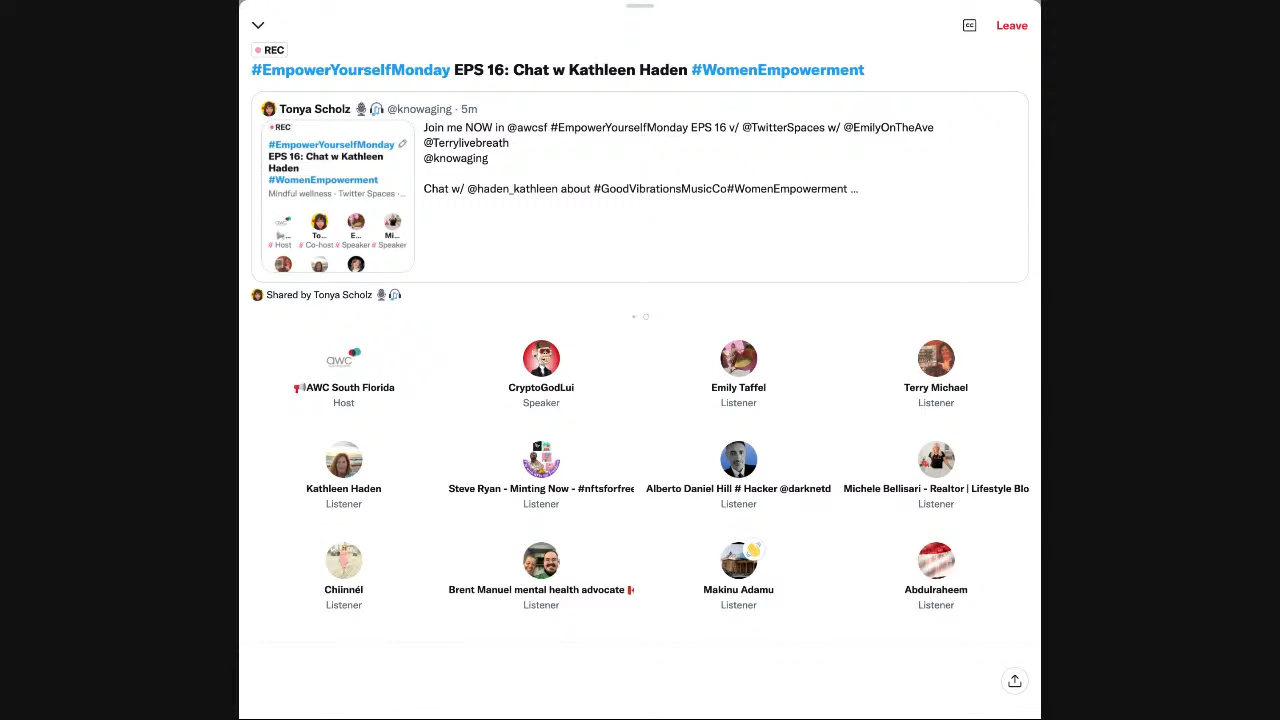 CC
Leave
REC
#EmpowerYourselfMonday EPS 16: Chat w Kathleen Haden #WomenEmpowerment
Tonya Scholz @knowaging · 5m
REC
#EmpowerYourselfMonday
EPS 16: Chat w Kathleen
Haden
#WomenEmpowerment
Mindful wellness · Twitter Spaces ·...
To... E... Mi...
Host Co-host Speaker Speaker
Join me NOW in @awcsf #EmpowerYourselfMonday EPS 16 v/ @TwitterSpaces w/ @EmilyOnTheAve
@Terrylivebreath
@knowaging
Chat w/ @haden_kathleen about #GoodVibrationsMusicCo#WomenEmpowerment ...
Shared by Tonya Scholz
awc
AWC South Florida
Host
CryptoGodLui
Speaker
Emily Taffel
Listener
Terry Michael
Listener
Kathleen Haden
Listener
Steve Ryan - Minting Now - #nftsforfree
Listener
Alberto Daniel Hill # Hacker @darknetd
Listener
Michele Bellisari - Realtor | Lifestyle Blo
Listener
Chiinnél
Listener
Brent Manuel mental health advocate
Listener
Makinu Adamu
Listener
Abdulraheem
Listener